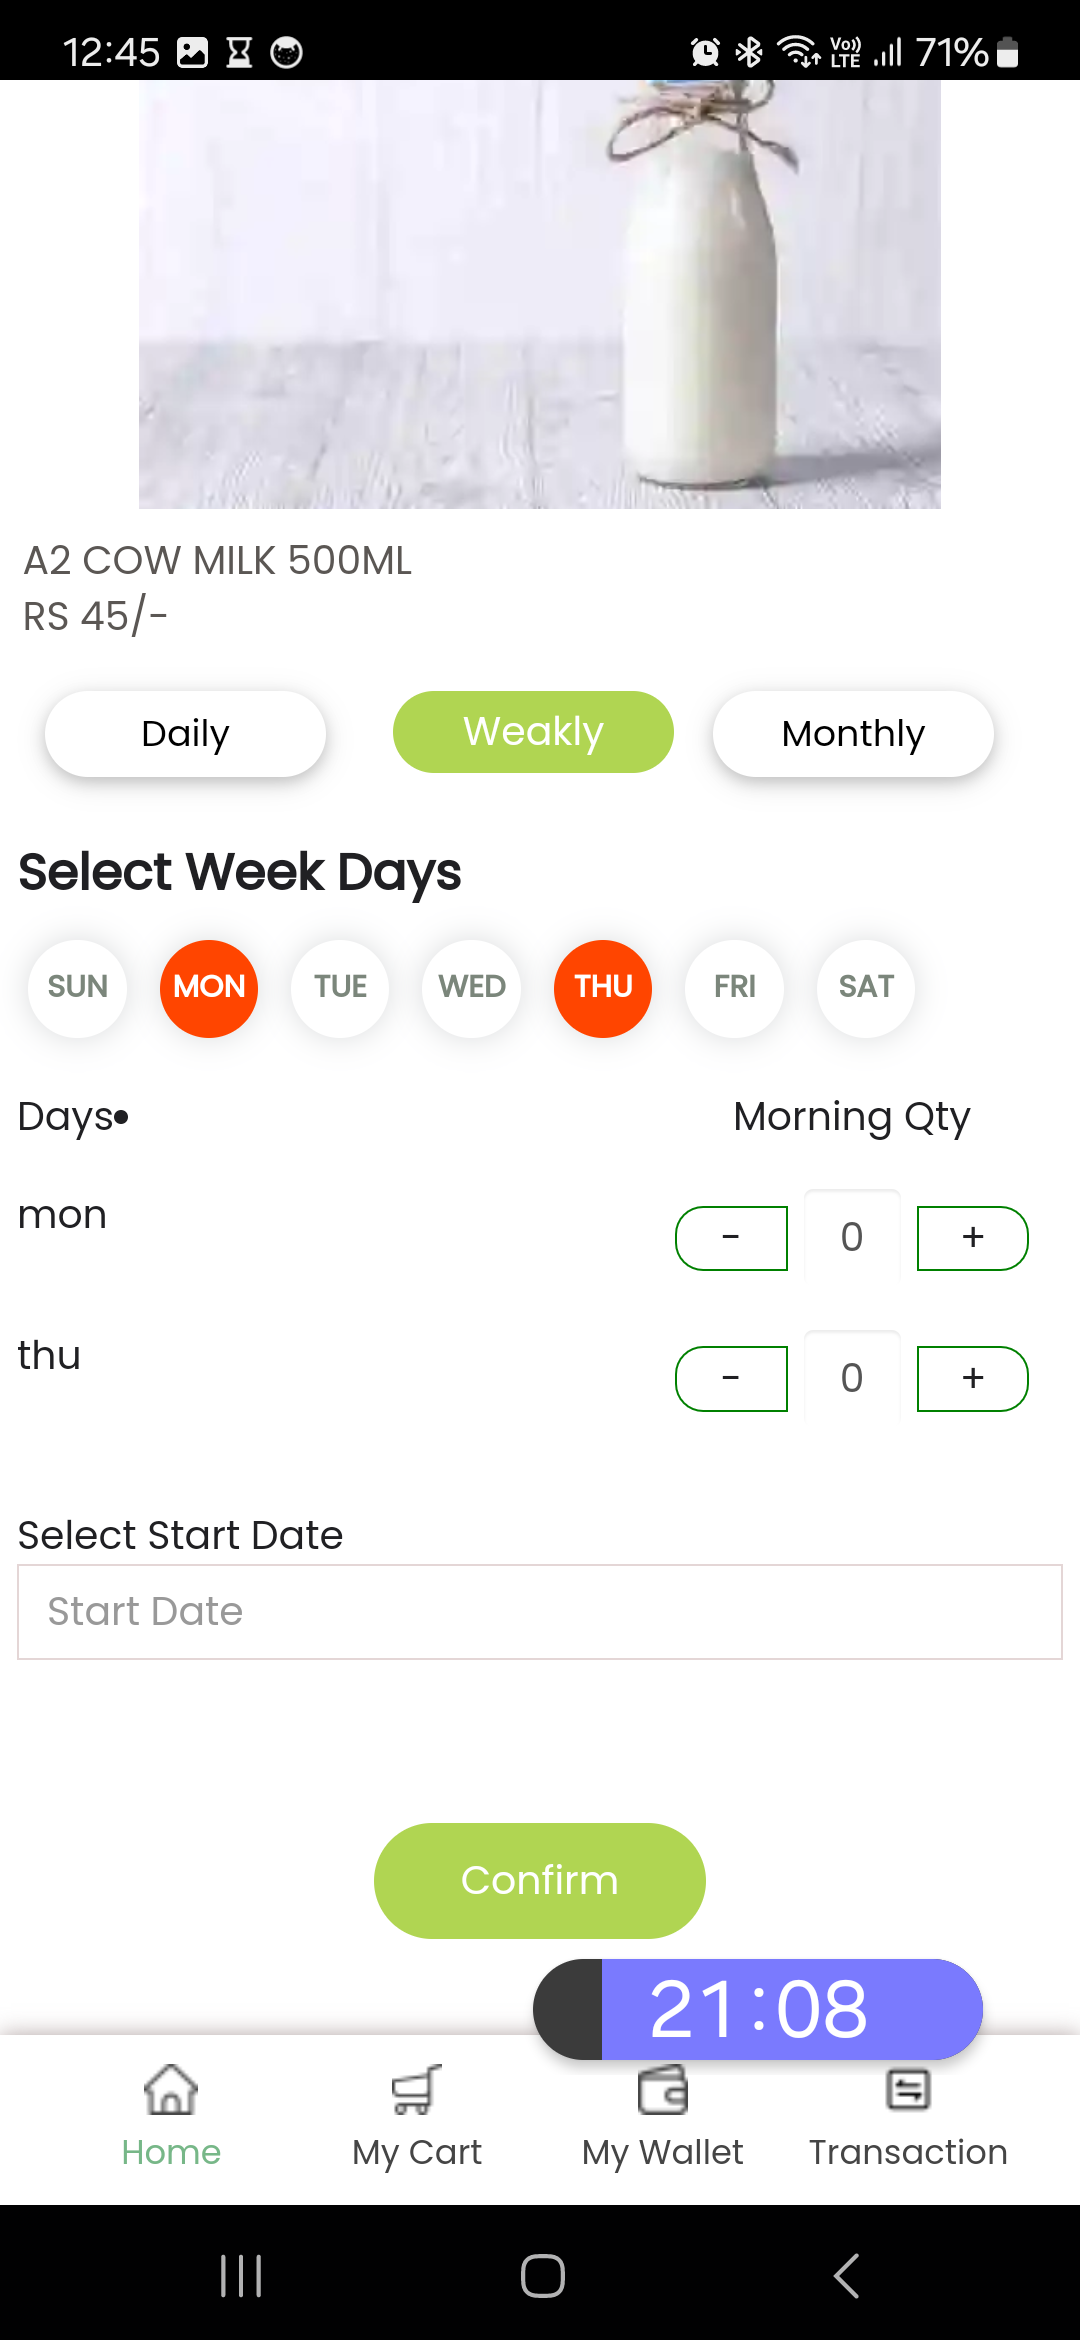 12:45 Vo)) LTE 71%
A2 COW MILK 500ML
RS 45/-
Daily Weakly Monthly
Select Week Days
SUN MON TUE WED THU FRI SAT
Days• Morning Qty
mon - 0 +
thu - 0 +
Select Start Date
Start Date
Confirm
21:08
Home My Cart My Wallet Transaction